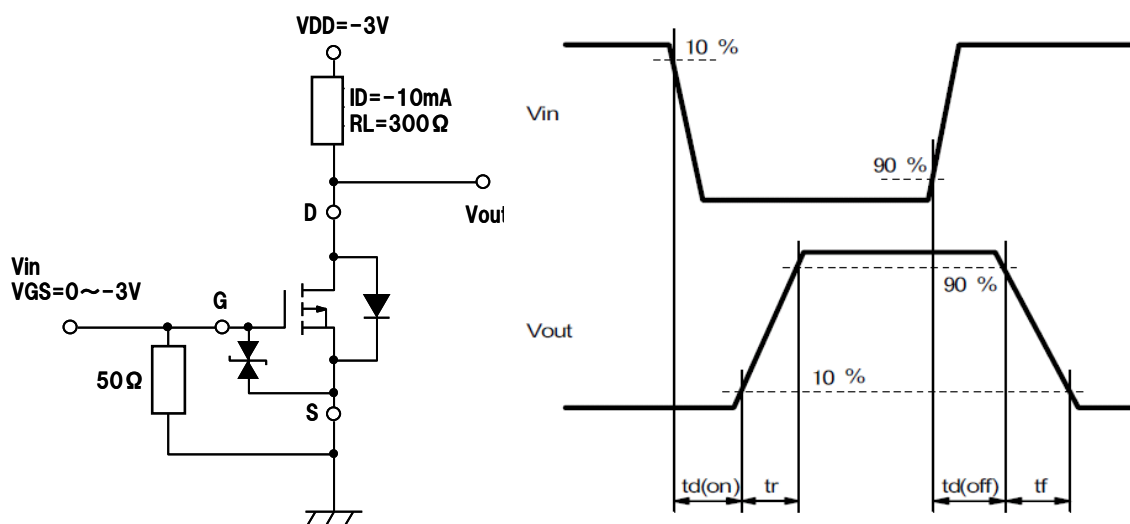 VDD=-3V
ID=-10mA
RL=300Ω
D
Vout
Vin
VGS=0～-3V
G
50Ω
S
10 %
Vin
90 %
90 %
Vout
10 %
td(on)
tr
td(off)
tf